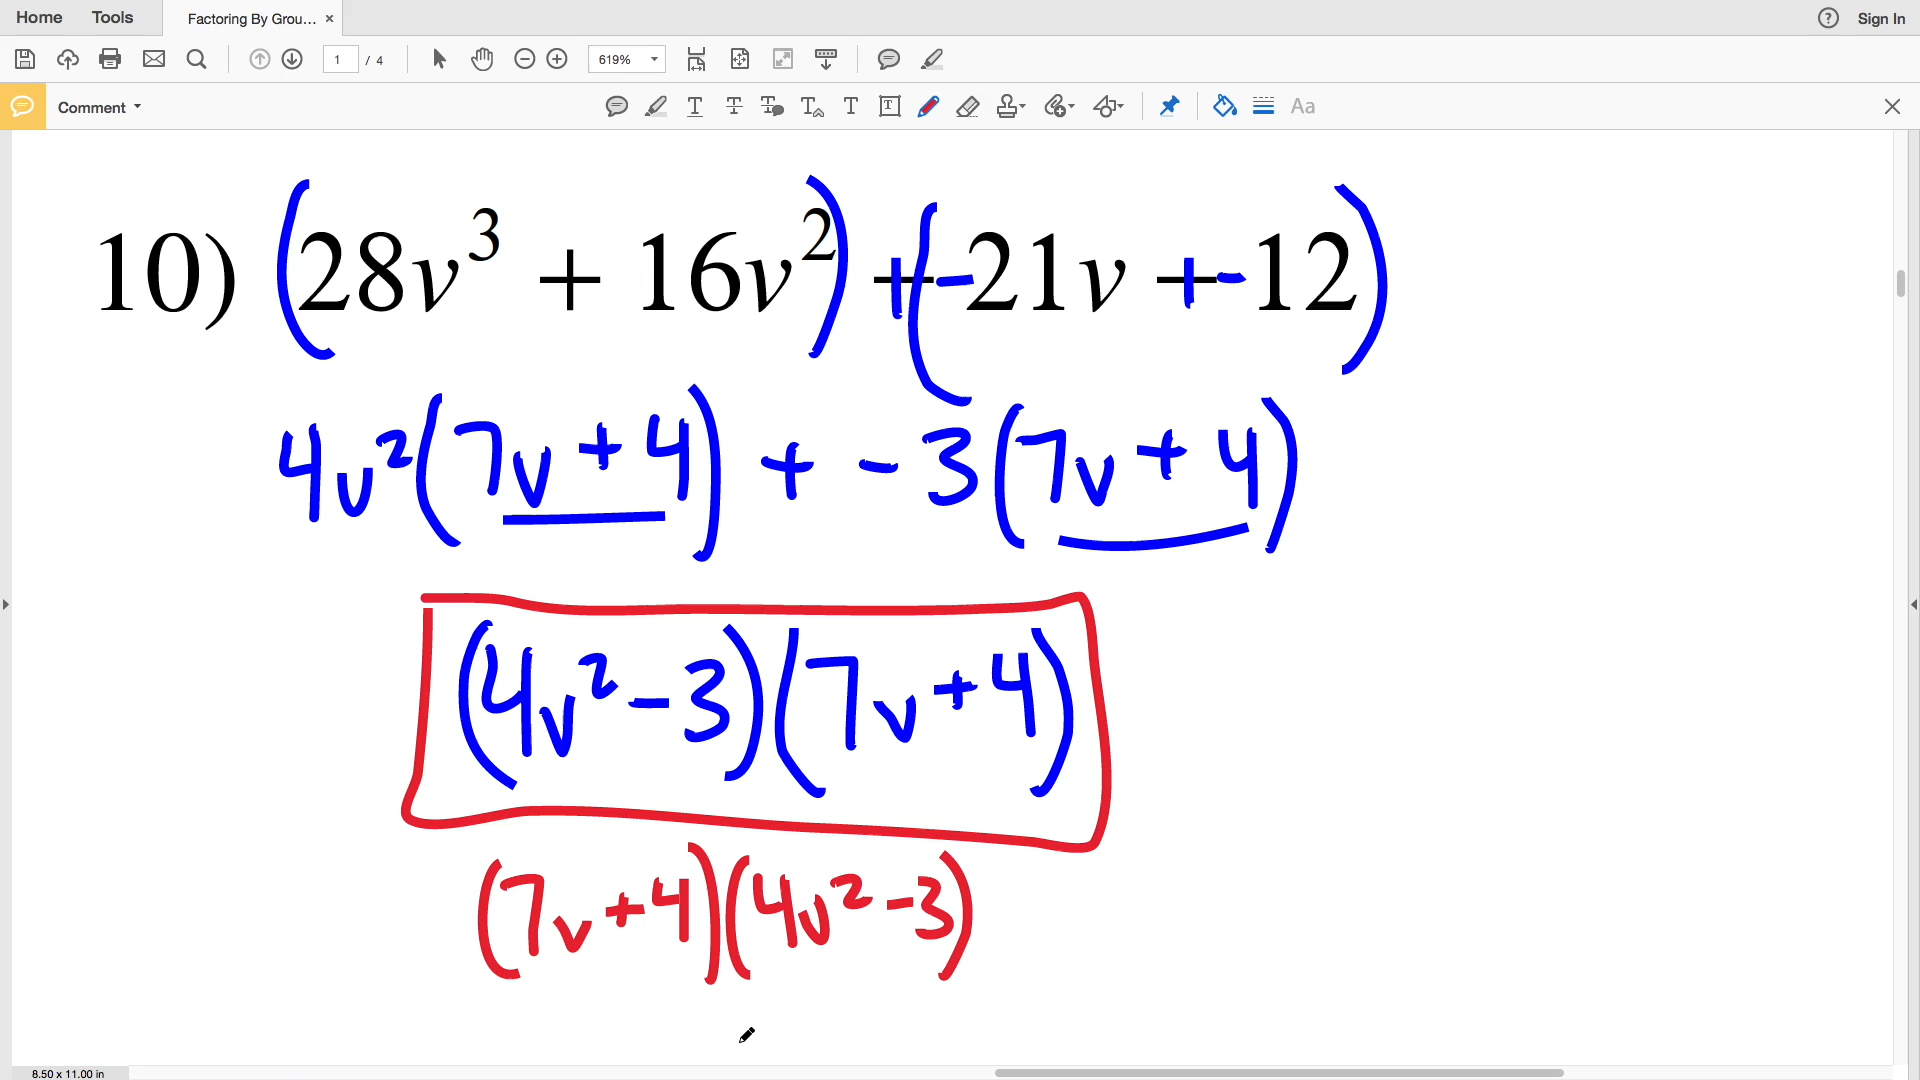 Home Tools Factoring By Grou... × ? Sign In
1 / 4 619%
Comment Aa
10) (28v³ + 16v²) + (-21v + -12)
4v²(7v + 4) + -3(7v + 4)
(4v² - 3)(7v + 4)
(7v + 4)(4v² - 3)
8.50 x 11.00 in